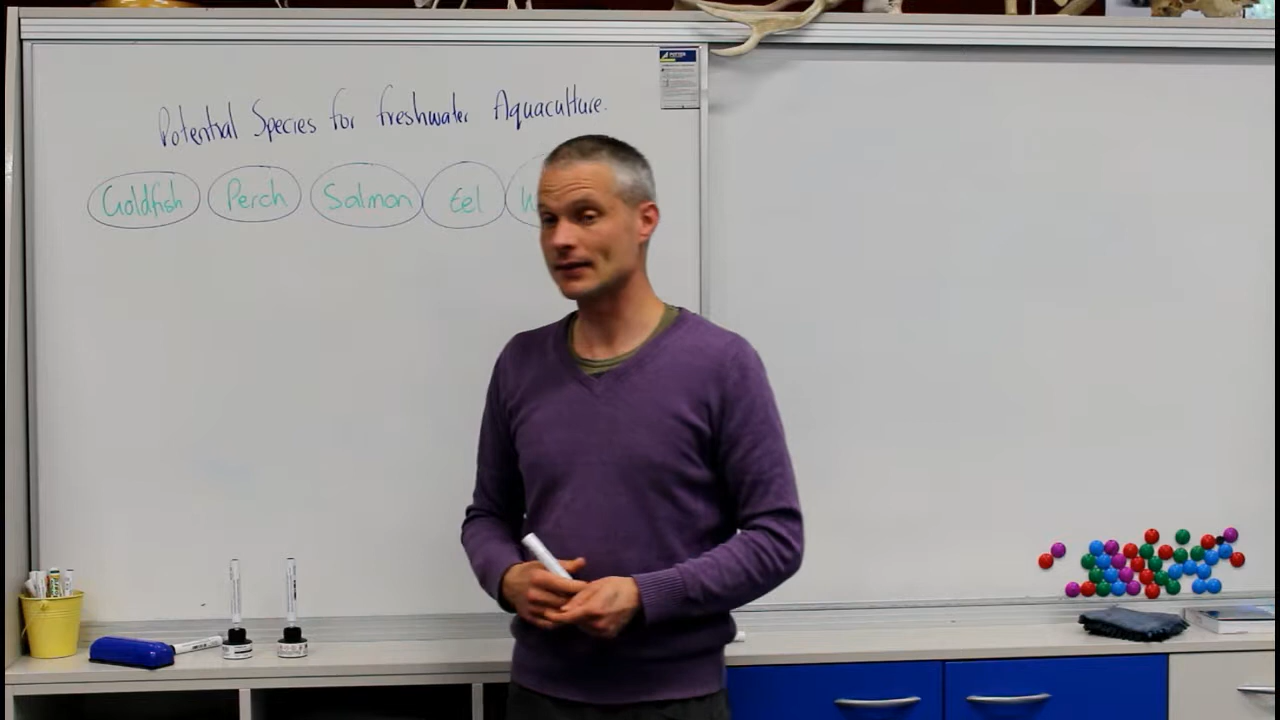 Potential Species for freshwater Aquaculture.
Goldfish Perch Salmon Eel